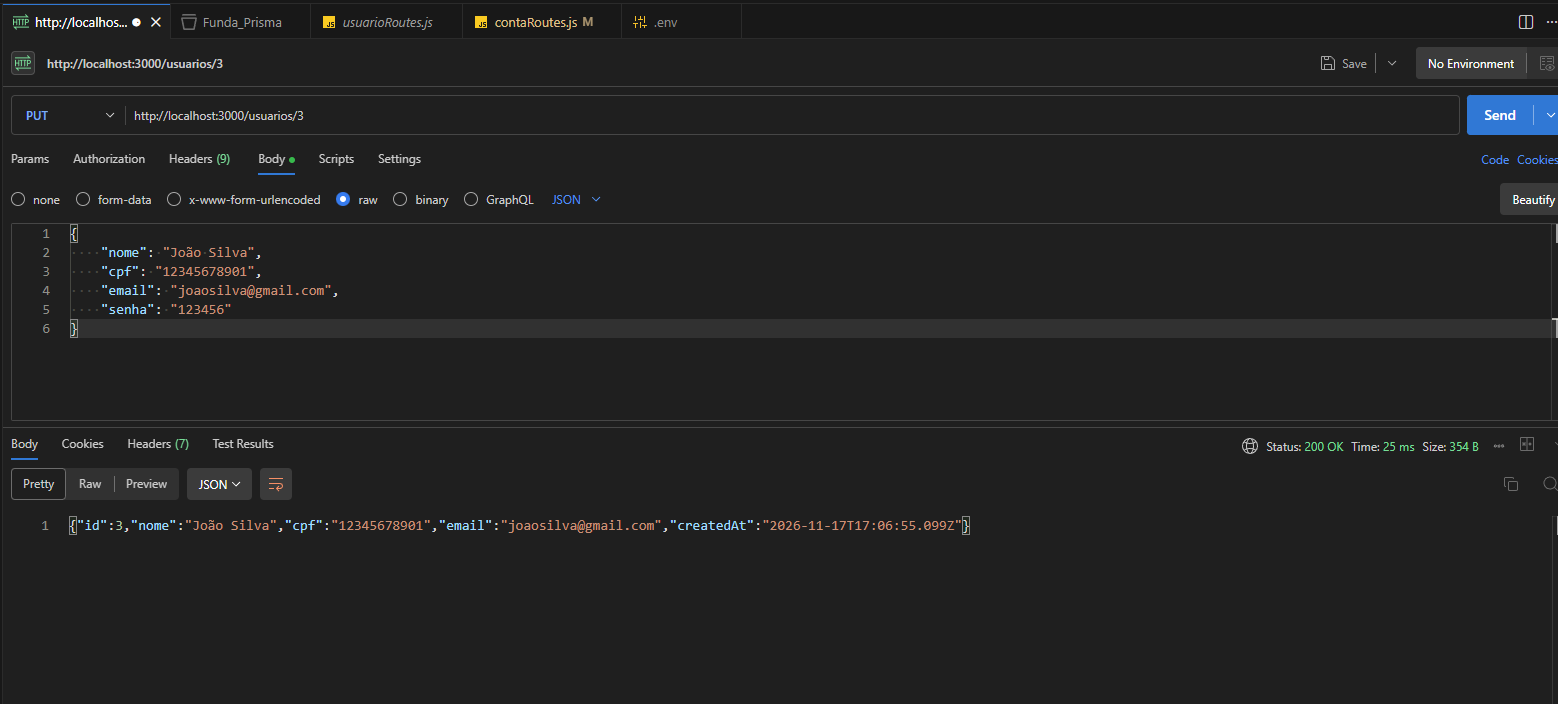 http://localhos... Funda_Prisma usuarioRoutes.js contaRoutes.js M .env
HTTP http://localhost:3000/usuarios/3 Save No Environment
PUT http://localhost:3000/usuarios/3 Send
Params Authorization Headers (9) Body Scripts Settings Code Cookies
none form-data x-www-form-urlencoded raw binary GraphQL JSON Beautify
1 {
2 "nome": "João Silva",
3 "cpf": "12345678901",
4 "email": "joaosilva@gmail.com",
5 "senha": "123456"
6 }
Body Cookies Headers (7) Test Results Status: 200 OK Time: 25 ms Size: 354 B
Pretty Raw Preview JSON
1 {"id":3,"nome":"João Silva","cpf":"12345678901","email":"joaosilva@gmail.com","createdAt":"2026-11-17T17:06:55.099Z"}